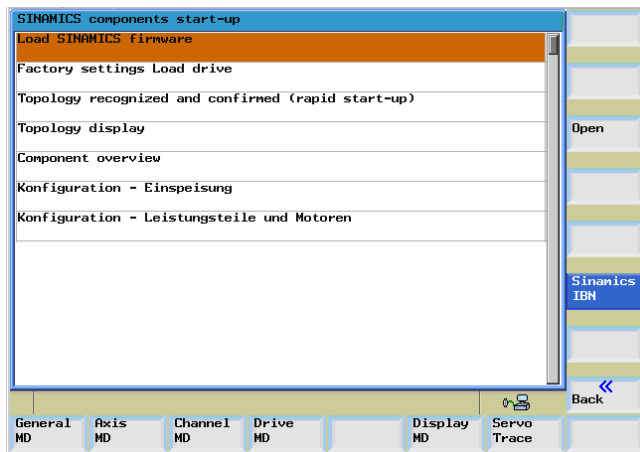 SINAMICS components start-up
Load SINAMICS firmware
Factory settings Load drive
Topology recognized and confirmed (rapid start-up)
Topology display
Component overview
Konfiguration - Einspeisung
Konfiguration - Leistungsteile und Motoren
Open
Sinamics
IBN
«
Back
General
MD
Axis
MD
Channel
MD
Drive
MD
Display
MD
Servo
Trace